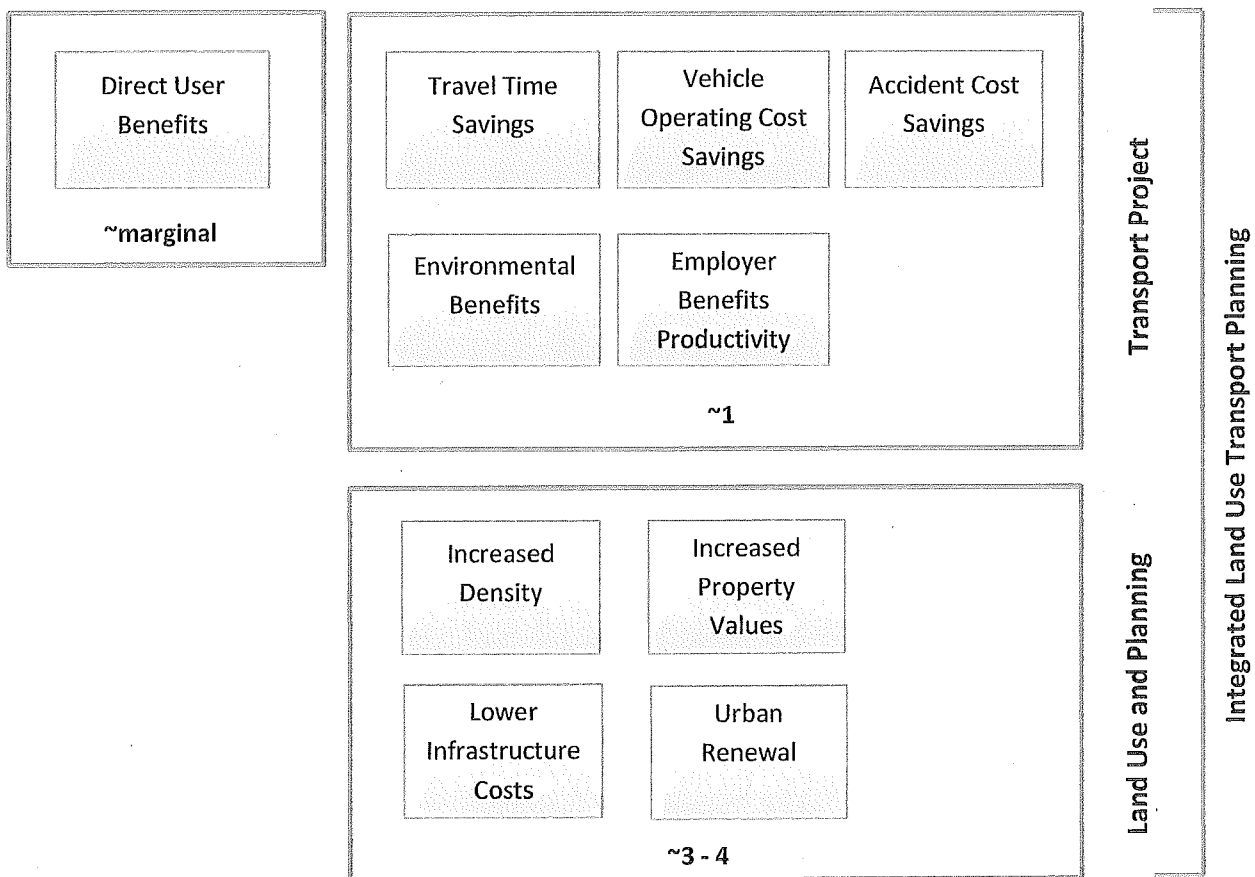 Direct User
Benefits
~marginal
Travel Time
Savings
Vehicle
Operating Cost
Savings
Accident Cost
Savings
Environmental
Benefits
Employer
Benefits
Productivity
~1
Transport Project
Increased
Density
Increased
Property
Values
Lower
Infrastructure
Costs
Urban
Renewal
~3 - 4
Land Use and Planning
Integrated Land Use Transport Planning